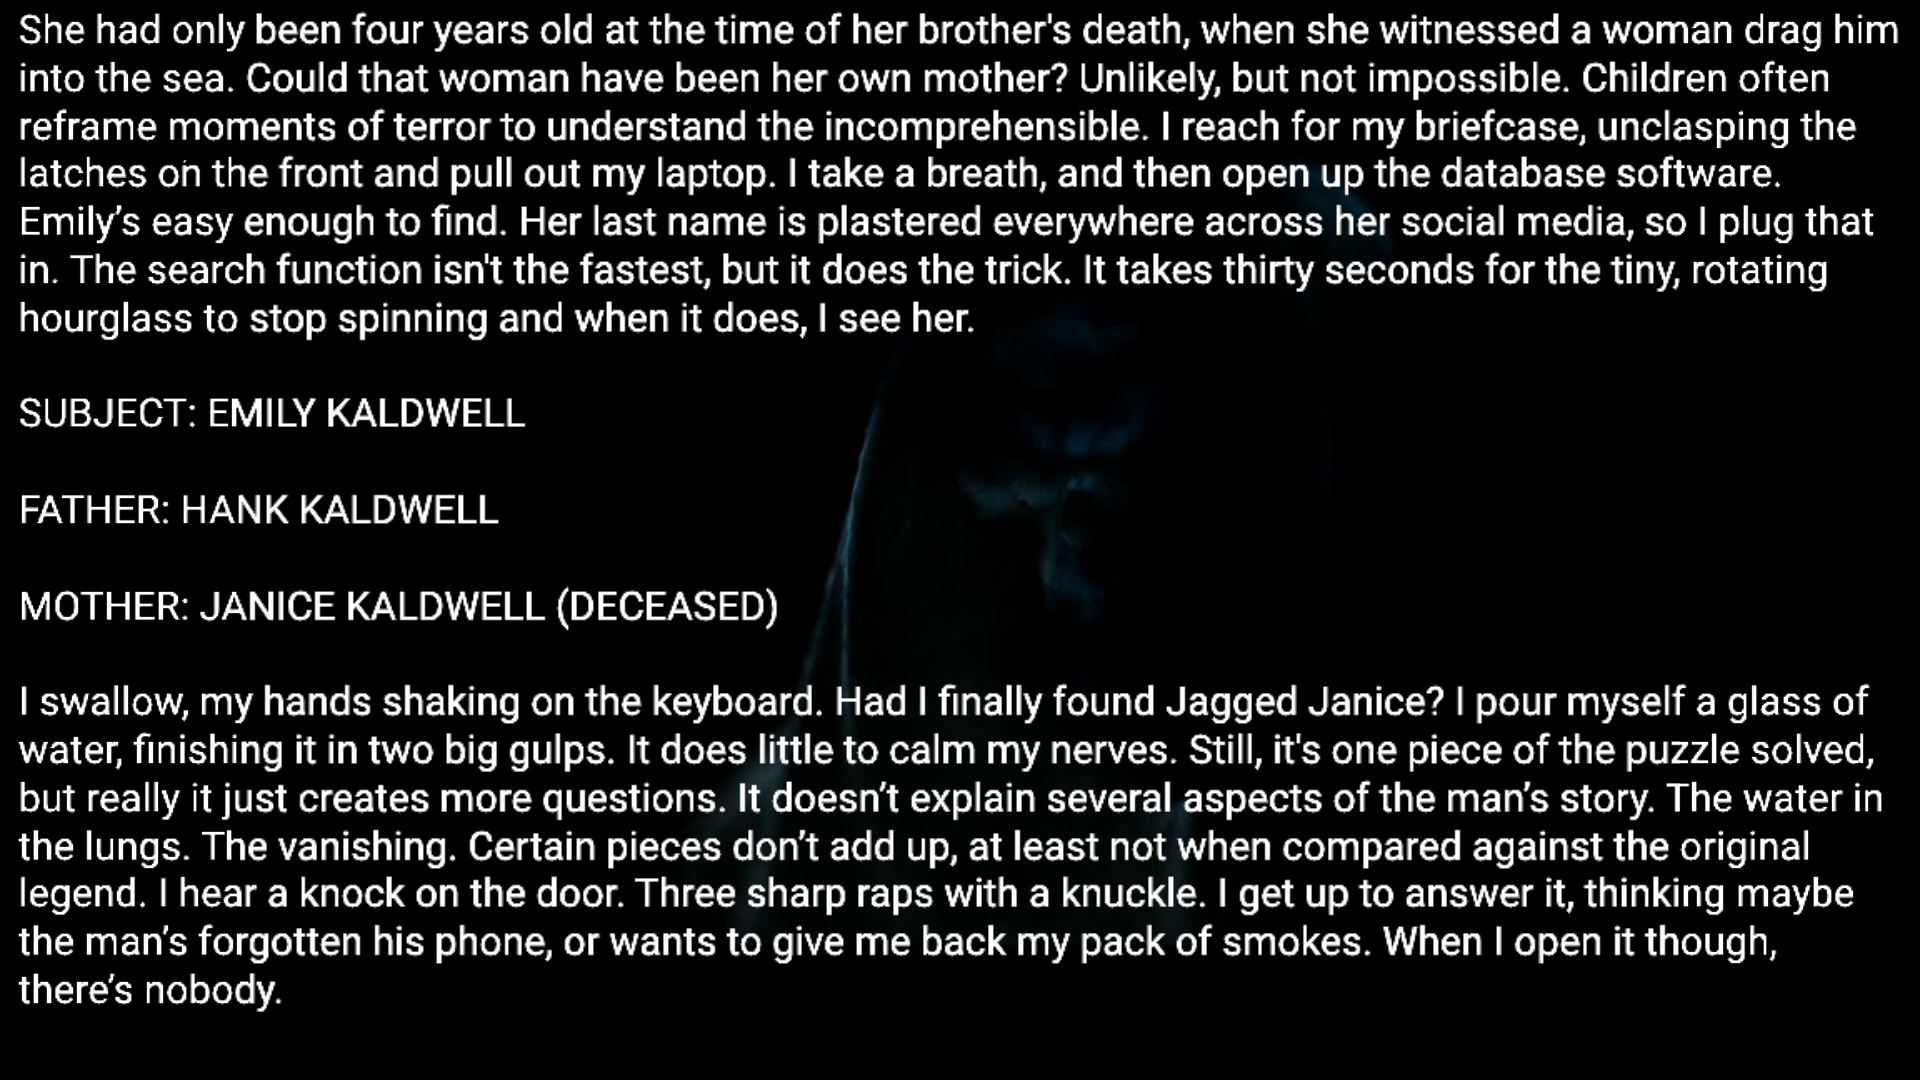 She had only been four years old at the time of her brother's death, when she witnessed a woman drag him
into the sea. Could that woman have been her own mother? Unlikely, but not impossible. Children often
reframe moments of terror to understand the incomprehensible. I reach for my briefcase, unclasping the
latches on the front and pull out my laptop. I take a breath, and then open up the database software.
Emily’s easy enough to find. Her last name is plastered everywhere across her social media, so I plug that
in. The search function isn't the fastest, but it does the trick. It takes thirty seconds for the tiny, rotating
hourglass to stop spinning and when it does, I see her.
SUBJECT: EMILY KALDWELL
FATHER: HANK KALDWELL
MOTHER: JANICE KALDWELL (DECEASED)
I swallow, my hands shaking on the keyboard. Had I finally found Jagged Janice? I pour myself a glass of
water, finishing it in two big gulps. It does little to calm my nerves. Still, it's one piece of the puzzle solved,
but really it just creates more questions. It doesn’t explain several aspects of the man’s story. The water in
the lungs. The vanishing. Certain pieces don’t add up, at least not when compared against the original
legend. I hear a knock on the door. Three sharp raps with a knuckle. I get up to answer it, thinking maybe
the man’s forgotten his phone, or wants to give me back my pack of smokes. When I open it though,
there’s nobody.